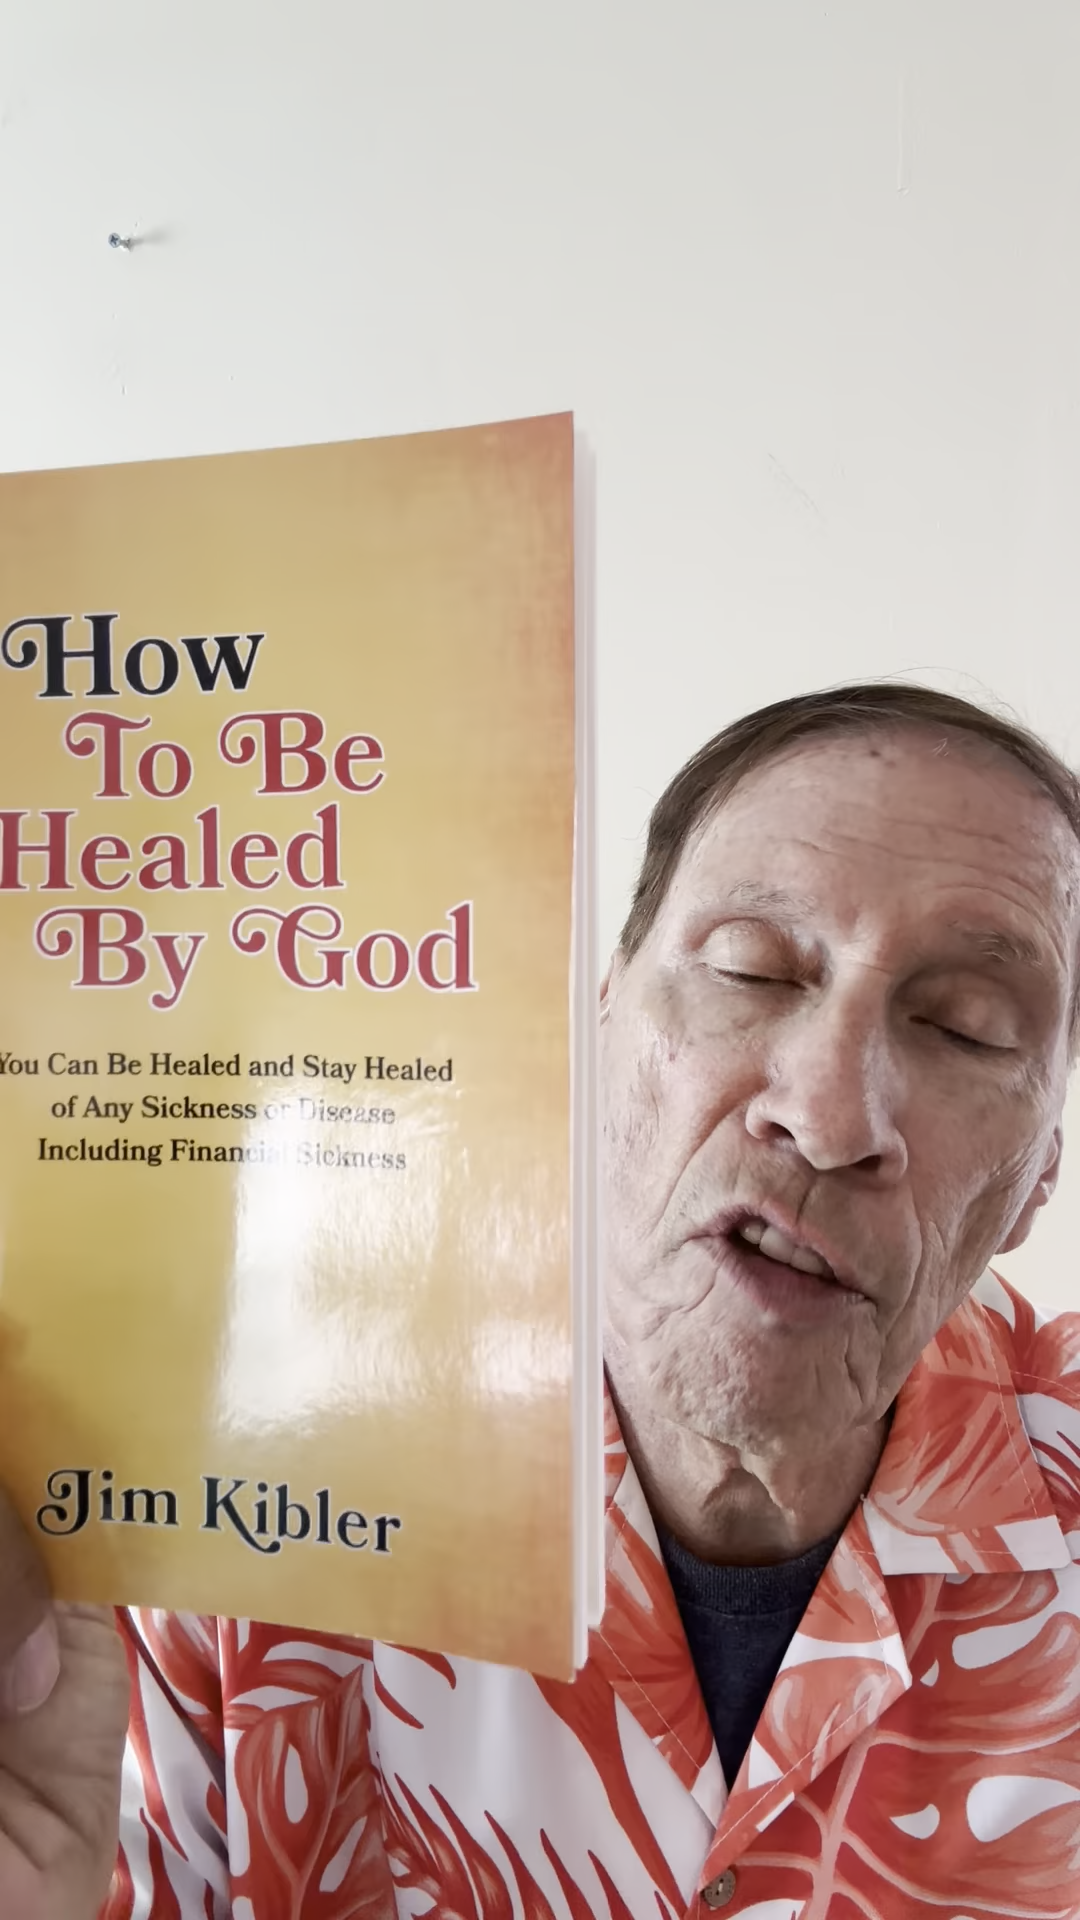 How
To Be
Healed
By God
You Can Be Healed and Stay Healed
of Any Sickness or Disease
Including Financial Sickness
Jim Kibler